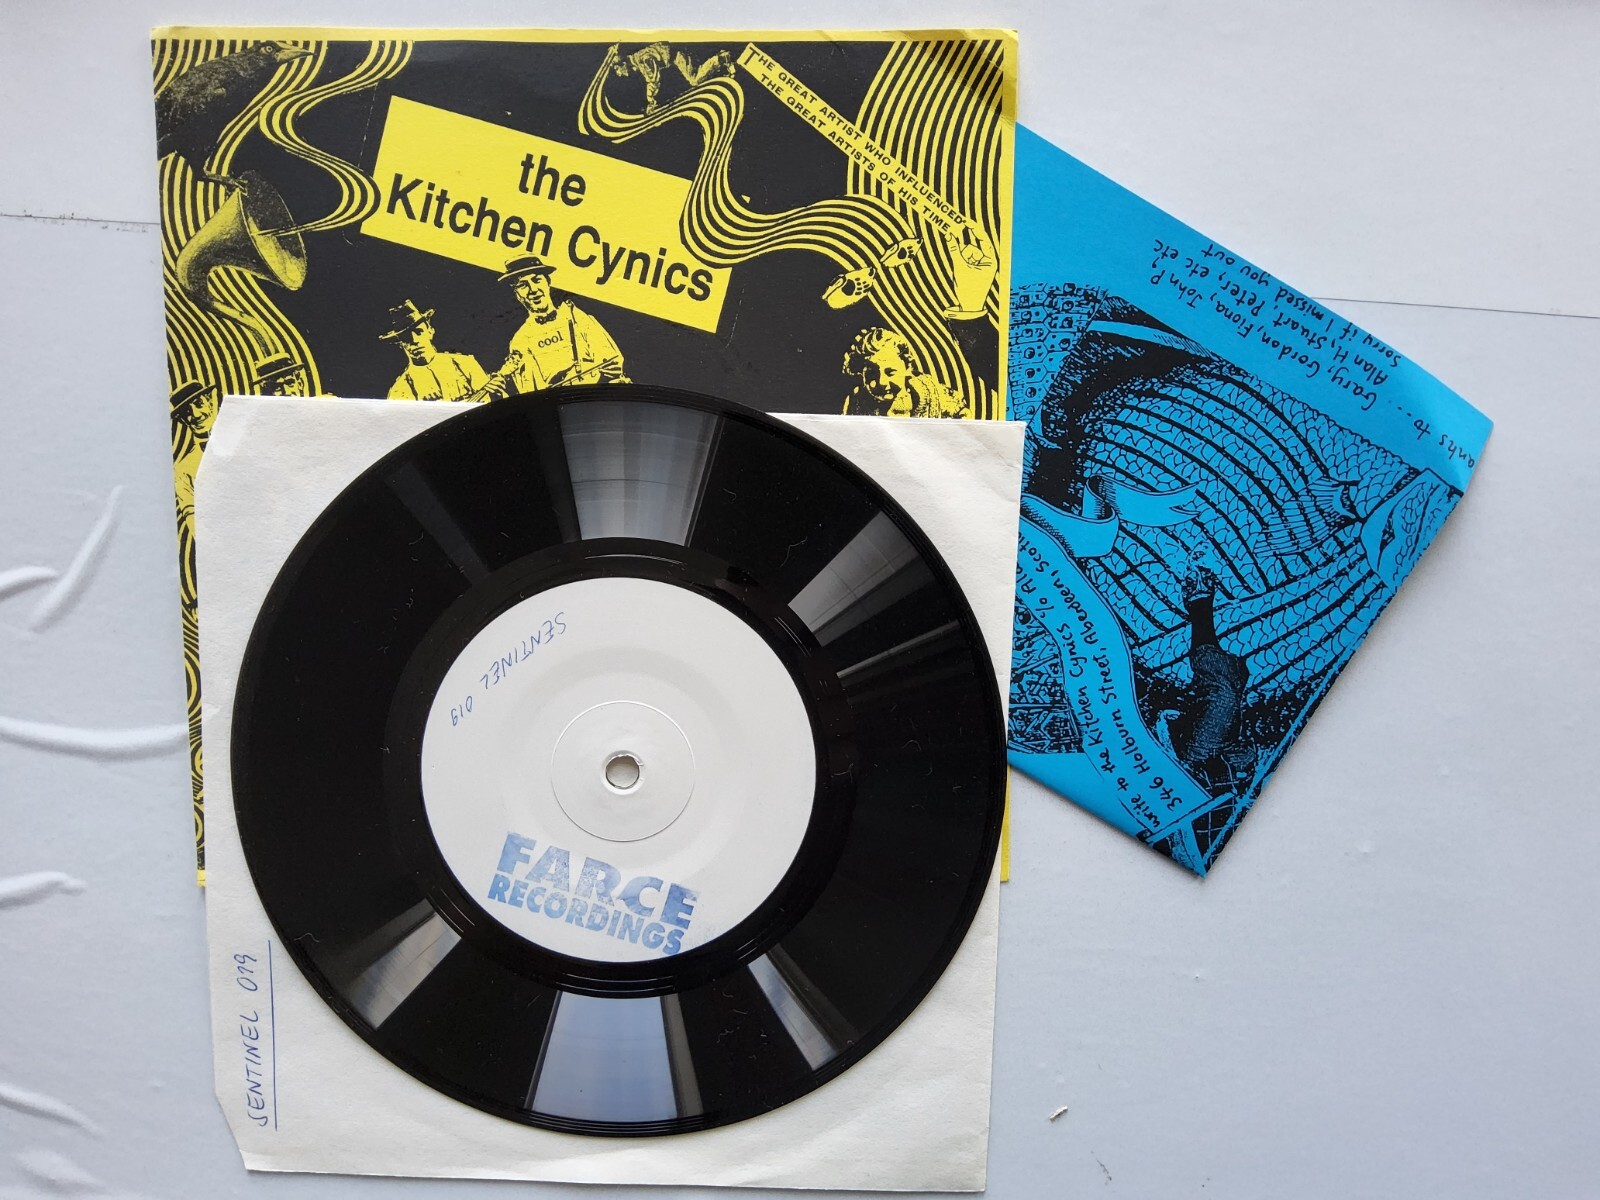 the
Kitchen Cynics
THE GREAT ARTIST WHO INFLUENCED
THE GREAT ARTISTS OF HIS TIME
cool
SENTINEL 019
FARCE
RECORDINGS
SENTINEL 019
anks to... Gary, Gordon, Fiona, John P,
Alan H, Stuart, Peter, etc etc
sorry if I missed you out
write to the Kitchen Cynics c/o Ala
346 Holburn Street, Aberdeen, Scotl